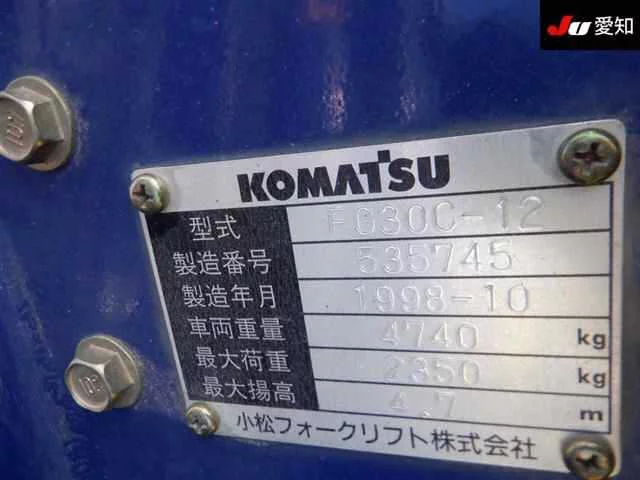 JU 愛知
KOMATSU
型式 FG30C-12
製造番号 535745
製造年月 1998-10
車両重量 4740 kg
最大荷重 2350 kg
最大揚高 4.7 m
小松フォークリフト株式会社